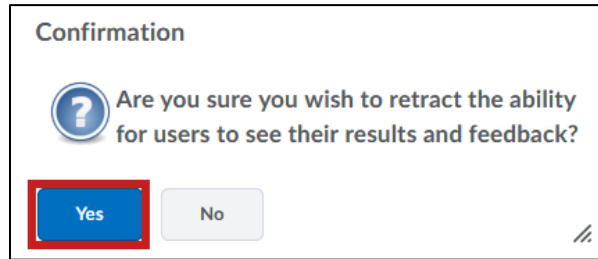 Confirmation
Are you sure you wish to retract the ability
for users to see their results and feedback?
Yes
No